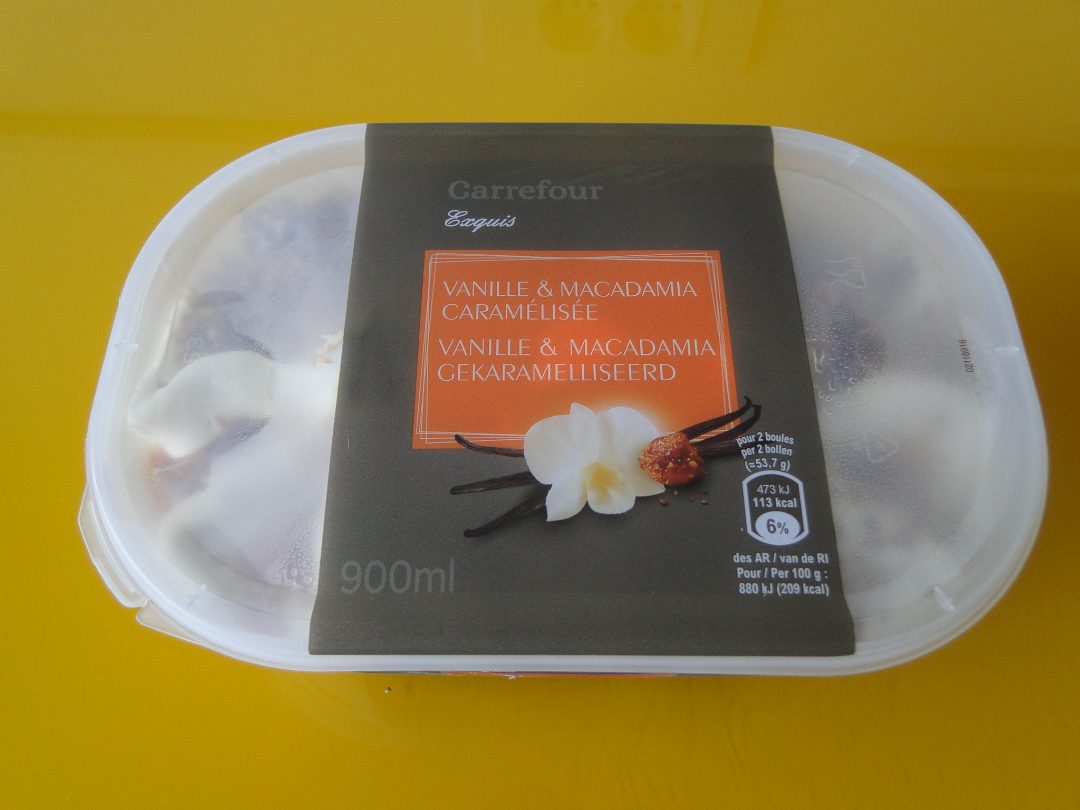 Carrefour
Exquis
VANILLE & MACADAMIA
CARAMÉLISÉE
VANILLE & MACADAMIA
GEKARAMELLISEERD
900ml
pour 2 boules
per 2 bollen
(≈53,7 g)
473 kJ
113 kcal
6%
des AR / van de RI
Pour / Per 100 g :
880 kJ (209 kcal)
02118916